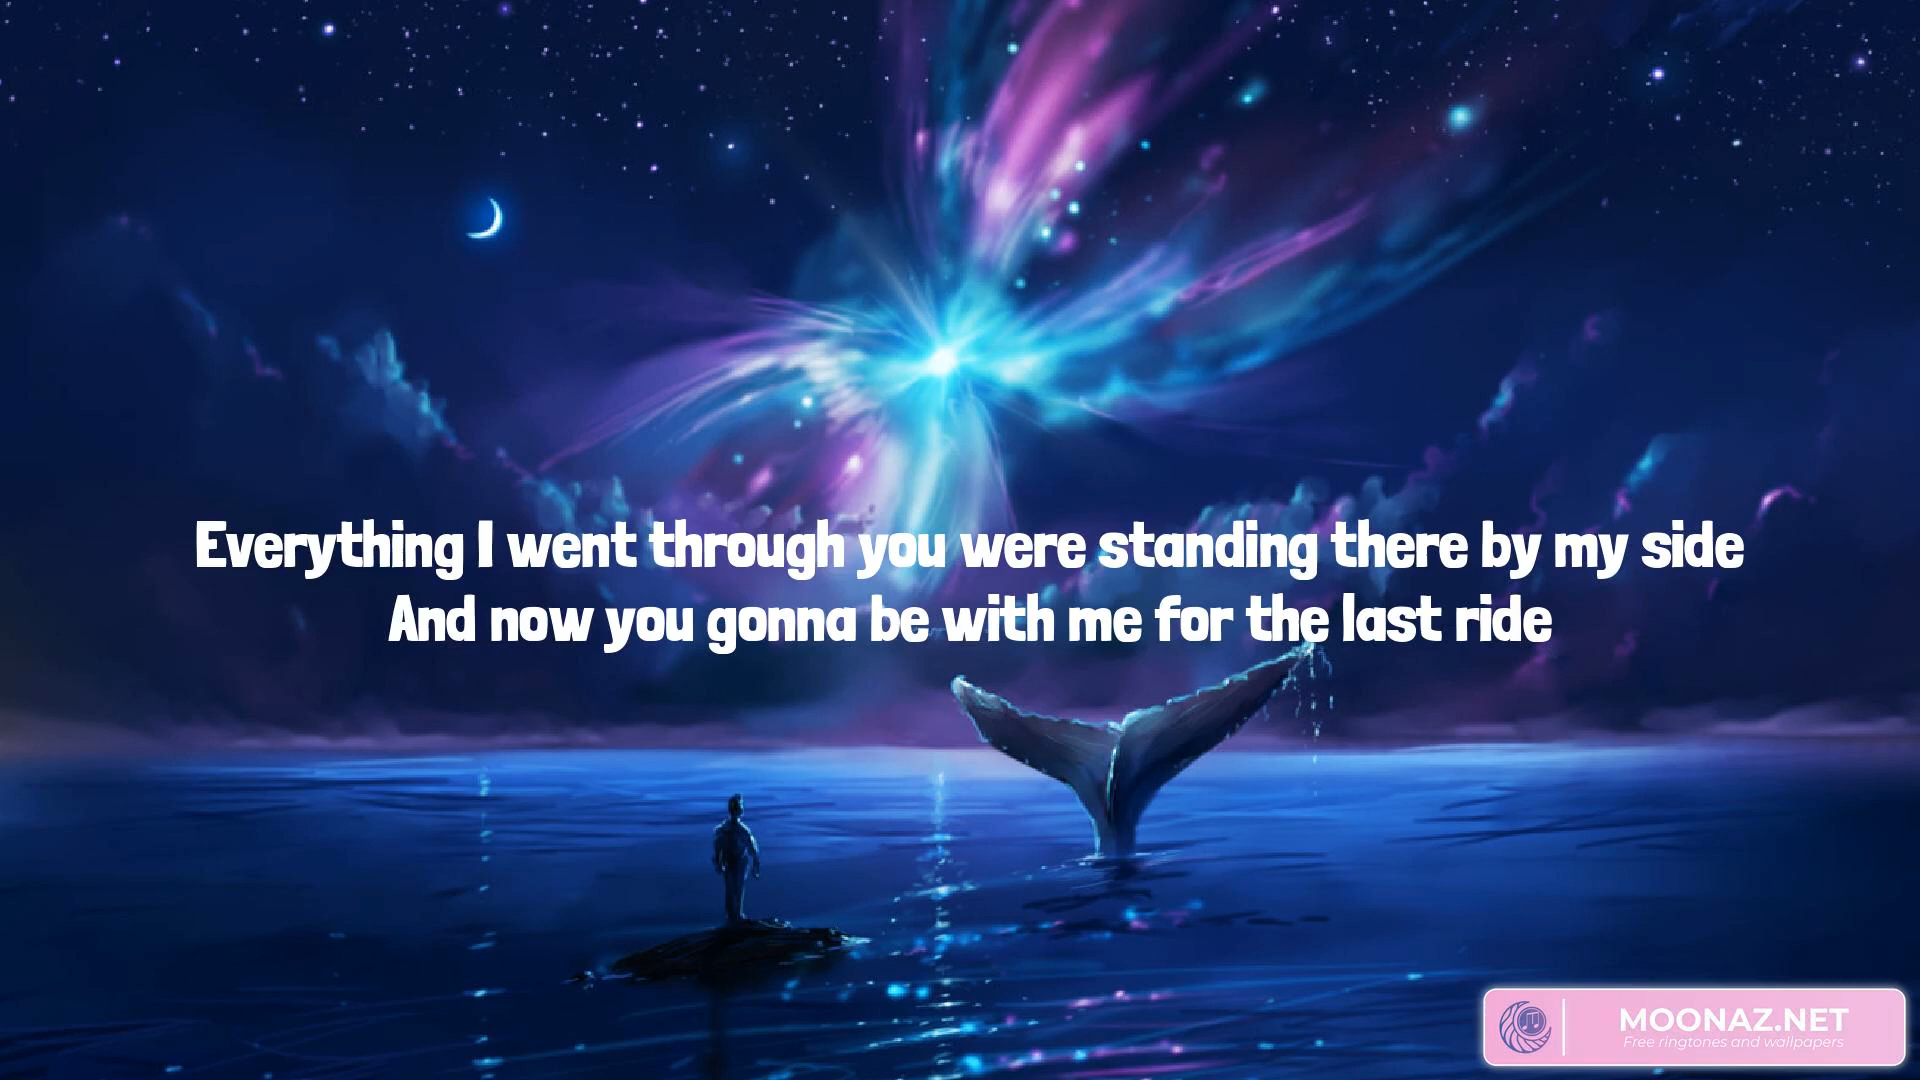 Everything I went through you were standing there by my side
And now you gonna be with me for the last ride
MOONAZ.NET
Free ringtones and wallpapers